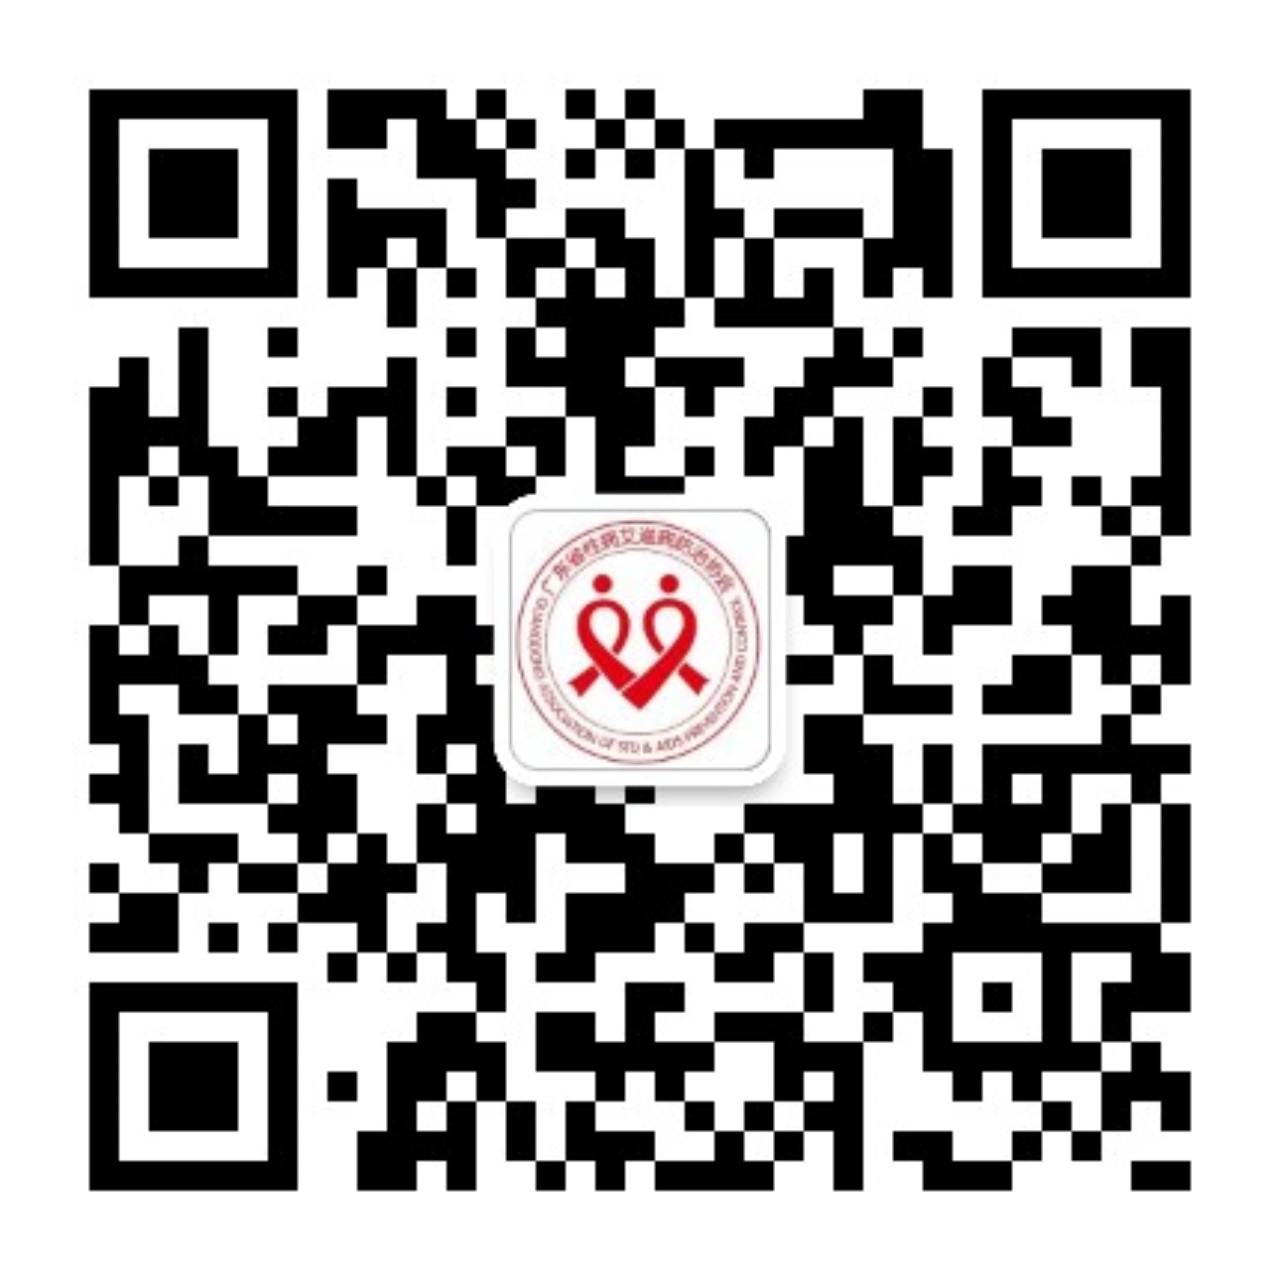 广东省性病艾滋病防治协会
GUANGDONG ASSOCIATION OF STD & AIDS PREVENTION AND CONTROL